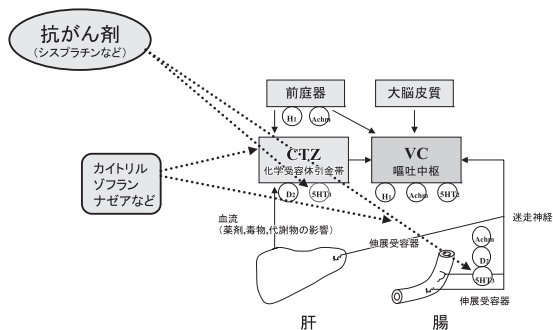 抗がん剤
(シスプラチンなど)
前庭器
大脳皮質
H1
Achm
CTZ
化学受容体引金帯
VC
嘔吐中枢
カイトリル
ゾフラン
ナゼアなど
D2
5HT3
H1
Achm
5HT2
血流
(薬剤,毒物,代謝物の影響)
迷走神経
伸展受容器
Achm
D2
5HT3
伸展受容器
肝
腸